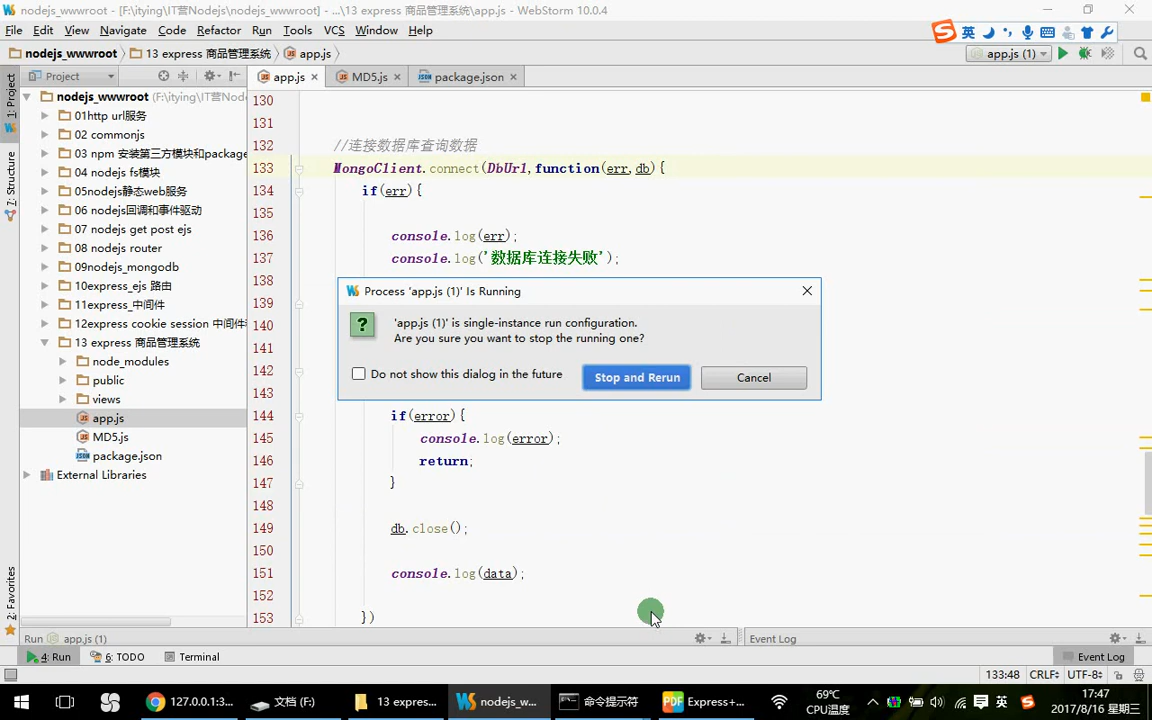 nodejs_wwwroot - [F:\itying\IT营Nodejs\nodejs_wwwroot] - ...\13 express 商品管理系统\app.js - WebStorm 10.0.4
File Edit View Navigate Code Refactor Run Tools VCS Window Help
英
nodejs_wwwroot 13 express 商品管理系统 app.js
app.js (1)
Project
app.js MD5.js package.json
1: Project
7: Structure
2: Favorites
nodejs_wwwroot (F:\itying\IT营Nod
01http url服务
02 commonjs
03 npm 安装第三方模块和package
04 nodejs fs模块
05nodejs静态web服务
06 nodejs回调和事件驱动
07 nodejs get post ejs
08 nodejs router
09nodejs_mongodb
10express_ejs 路由
11express_中间件
12express cookie session 中间件
13 express 商品管理系统
node_modules
public
views
app.js
MD5.js
package.json
External Libraries
130
131
132 //连接数据库查询数据
133 MongoClient.connect(DbUrl,function(err,db){
134 if(err){
135
136 console.log(err);
137 console.log('数据库连接失败');
138
139
140
141
142
143
144 if(error){
145 console.log(error);
146 return;
147 }
148
149 db.close();
150
151 console.log(data);
152
153 })
Process 'app.js (1)' Is Running
'app.js (1)' is single-instance run configuration.
Are you sure you want to stop the running one?
Do not show this dialog in the future
Stop and Rerun
Cancel
Run app.js (1)
Event Log
4: Run 6: TODO Terminal
Event Log
133:48 CRLF UTF-8
127.0.0.1:3...
文档 (F:)
13 expres...
nodejs_w...
命令提示符
PDF Express+...
69℃
CPU温度
英
17:47
2017/8/16 星期三